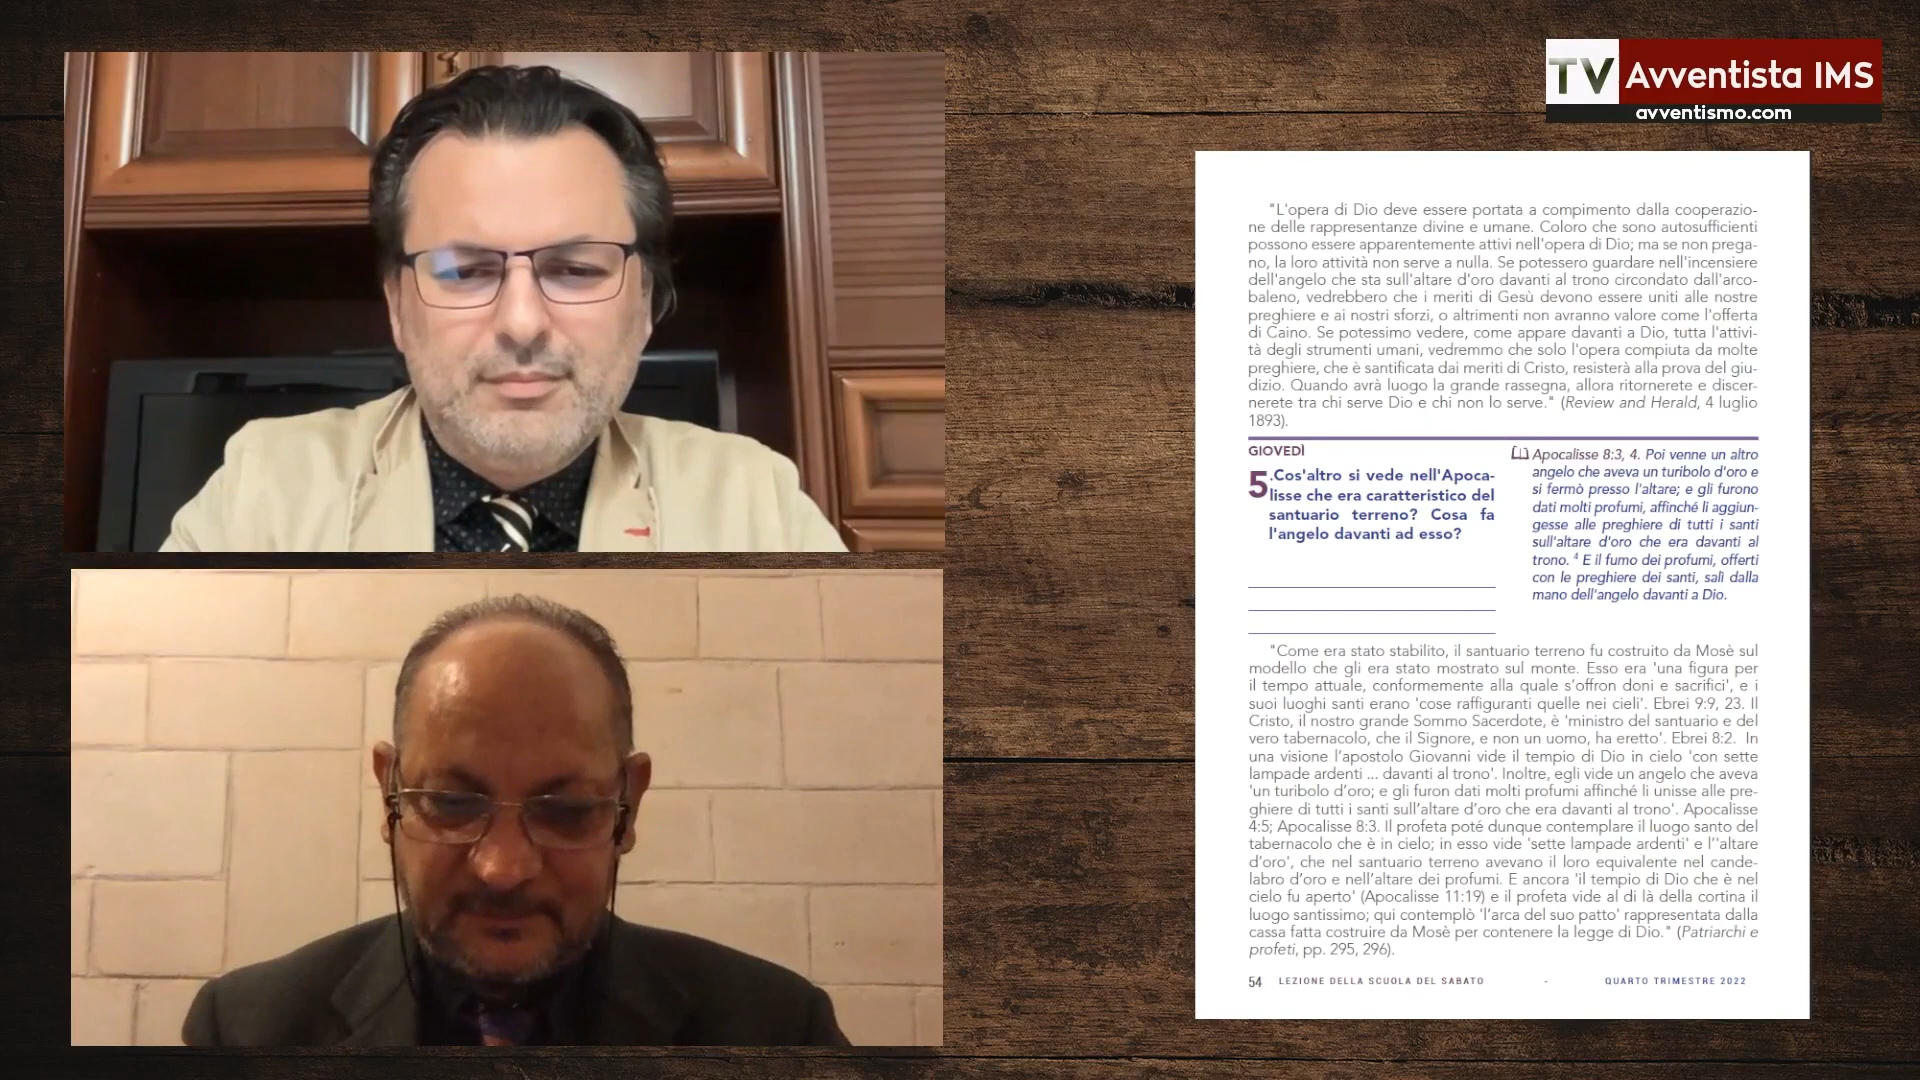 TV Avventista IMS
avventismo.com
"L'opera di Dio deve essere portata a compimento dalla cooperazio-
ne delle rappresentanze divine e umane. Coloro che sono autosufficienti
possono essere apparentemente attivi nell'opera di Dio; ma se non prega-
no, la loro attività non serve a nulla. Se potessero guardare nell'incensiere
dell'angelo che sta sull'altare d'oro davanti al trono circondato dall'arco-
baleno, vedrebbero che i meriti di Gesù devono essere uniti alle nostre
preghiere e ai nostri sforzi, o altrimenti non avranno valore come l'offerta
di Caino. Se potessimo vedere, come appare davanti a Dio, tutta l'attivi-
tà degli strumenti umani, vedremmo che solo l'opera compiuta da molte
preghiere, che è santificata dai meriti di Cristo, resisterà alla prova del giu-
dizio. Quando avrà luogo la grande rassegna, allora ritornerete e discer-
nerete tra chi serve Dio e chi non lo serve." (Review and Herald, 4 luglio
1893).
GIOVEDÌ
5.Cos'altro si vede nell'Apoca-
lisse che era caratteristico del
santuario terreno? Cosa fa
l'angelo davanti ad esso?
Apocalisse 8:3, 4. Poi venne un altro
angelo che aveva un turibolo d'oro e
si fermò presso l'altare; e gli furono
dati molti profumi, affinché li aggiun-
gesse alle preghiere di tutti i santi
sull'altare d'oro che era davanti al
trono. 4 E il fumo dei profumi, offerti
con le preghiere dei santi, salì dalla
mano dell'angelo davanti a Dio.
"Come era stato stabilito, il santuario terreno fu costruito da Mosè sul
modello che gli era stato mostrato sul monte. Esso era 'una figura per
il tempo attuale, conformemente alla quale s'offron doni e sacrifici', e i
suoi luoghi santi erano 'cose raffiguranti quelle nei cieli'. Ebrei 9:9, 23. Il
Cristo, il nostro grande Sommo Sacerdote, è 'ministro del santuario e del
vero tabernacolo, che il Signore, e non un uomo, ha eretto'. Ebrei 8:2. In
una visione l'apostolo Giovanni vide il tempio di Dio in cielo 'con sette
lampade ardenti ... davanti al trono'. Inoltre, egli vide un angelo che aveva
'un turibolo d'oro; e gli furon dati molti profumi affinché li unisse alle pre-
ghiere di tutti i santi sull'altare d'oro che era davanti al trono'. Apocalisse
4:5; Apocalisse 8:3. Il profeta poté dunque contemplare il luogo santo del
tabernacolo che è in cielo; in esso vide 'sette lampade ardenti' e l''altare
d'oro', che nel santuario terreno avevano il loro equivalente nel cande-
labro d'oro e nell'altare dei profumi. E ancora 'il tempio di Dio che è nel
cielo fu aperto' (Apocalisse 11:19) e il profeta vide al di là della cortina il
luogo santissimo; qui contemplò 'l'arca del suo patto' rappresentata dalla
cassa fatta costruire da Mosè per contenere la legge di Dio." (Patriarchi e
profeti, pp. 295, 296).
54 LEZIONE DELLA SCUOLA DEL SABATO - QUARTO TRIMESTRE 2022